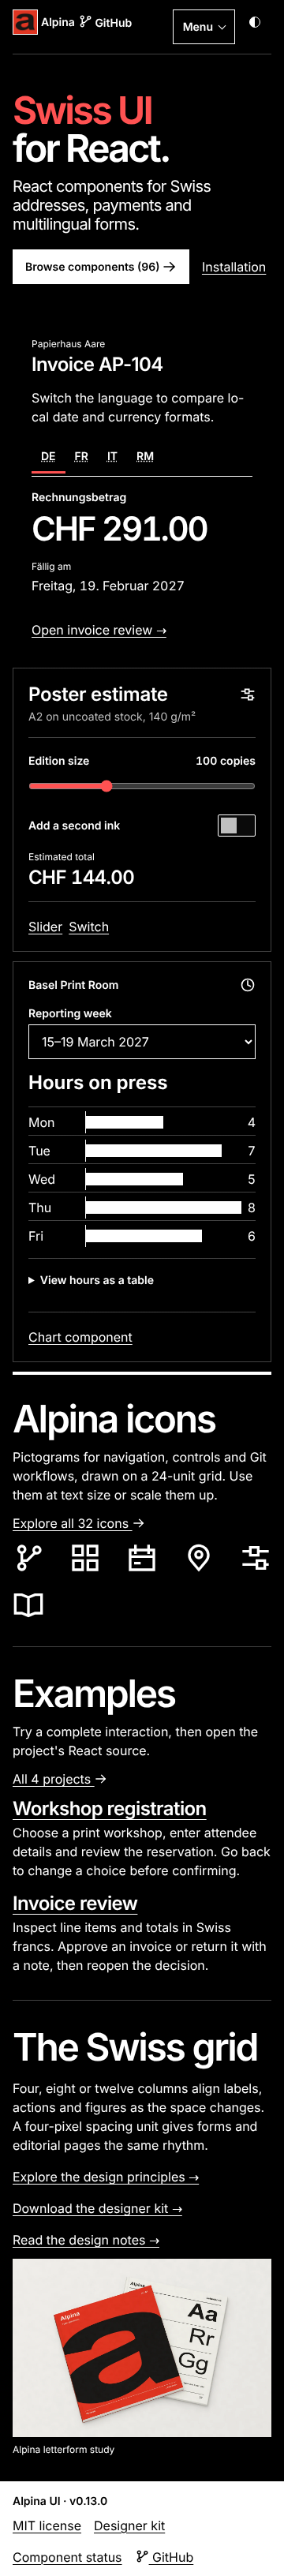 a Alpina GitHub Menu
Swiss UI
for React.
React components for Swiss
addresses, payments and
multilingual forms.
Browse components (96) → Installation
Papierhaus Aare
Invoice AP-104
Switch the language to compare lo-
cal date and currency formats.
DE FR IT RM
Rechnungsbetrag
CHF 291.00
Fällig am
Freitag, 19. Februar 2027
Open invoice review →
Poster estimate
A2 on uncoated stock, 140 g/m²
Edition size 100 copies
Add a second ink
Estimated total
CHF 144.00
Slider Switch
Basel Print Room
Reporting week
15–19 March 2027
Hours on press
Mon 4
Tue 7
Wed 5
Thu 8
Fri 6
View hours as a table
Chart component
Alpina icons
Pictograms for navigation, controls and Git
workflows, drawn on a 24-unit grid. Use
them at text size or scale them up.
Explore all 32 icons →
Examples
Try a complete interaction, then open the
project's React source.
All 4 projects →
Workshop registration
Choose a print workshop, enter attendee
details and review the reservation. Go back
to change a choice before confirming.
Invoice review
Inspect line items and totals in Swiss
francs. Approve an invoice or return it with
a note, then reopen the decision.
The Swiss grid
Four, eight or twelve columns align labels,
actions and figures as the space changes.
A four-pixel spacing unit gives forms and
editorial pages the same rhythm.
Explore the design principles →
Download the designer kit →
Read the design notes →
Alpina
a
Aa
Rr
Gg
Alpina letterform study
Alpina UI · v0.13.0
MIT license Designer kit
Component status GitHub